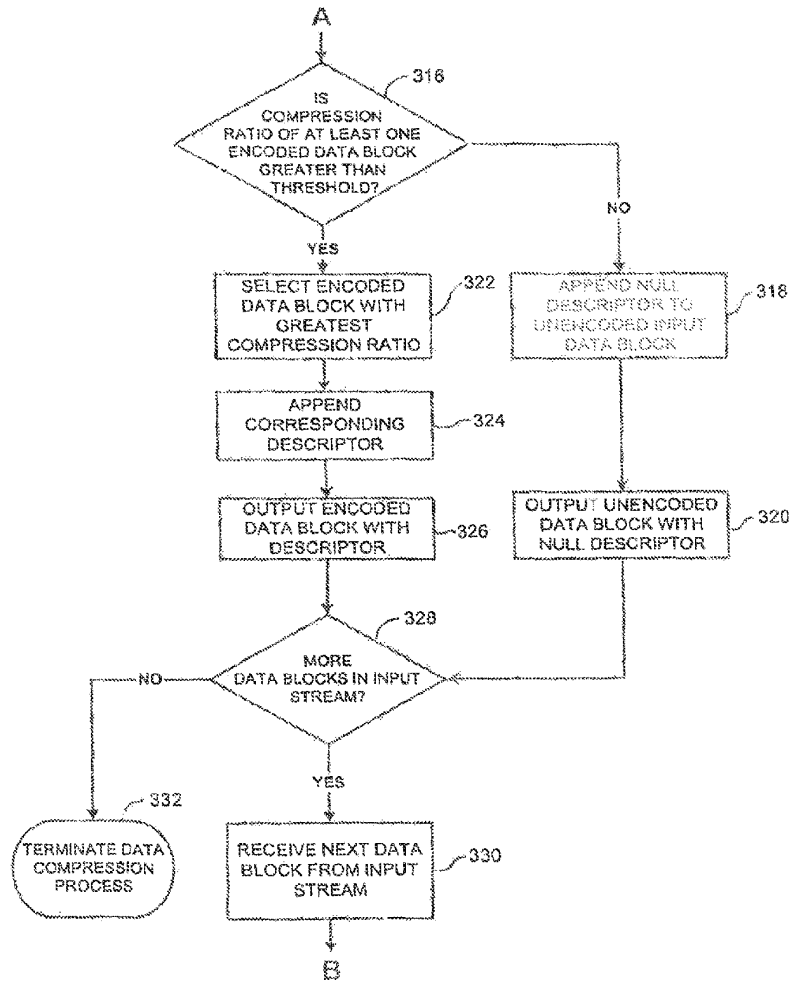 A
316
IS
COMPRESSION
RATIO OF AT LEAST ONE
ENCODED DATA BLOCK
GREATER THAN
THRESHOLD?
NO
YES
SELECT ENCODED
DATA BLOCK WITH
GREATEST
COMPRESSION RATIO
322
APPEND NULL
DESCRIPTOR TO
UNENCODED INPUT
DATA BLOCK
318
APPEND
CORRESPONDING
DESCRIPTOR
324
OUTPUT ENCODED
DATA BLOCK WITH
DESCRIPTOR
326
OUTPUT UNENCODED
DATA BLOCK WITH
NULL DESCRIPTOR
320
328
MORE
DATA BLOCKS IN INPUT
STREAM?
NO
YES
332
TERMINATE DATA
COMPRESSION
PROCESS
RECEIVE NEXT DATA
BLOCK FROM INPUT
STREAM
330
B